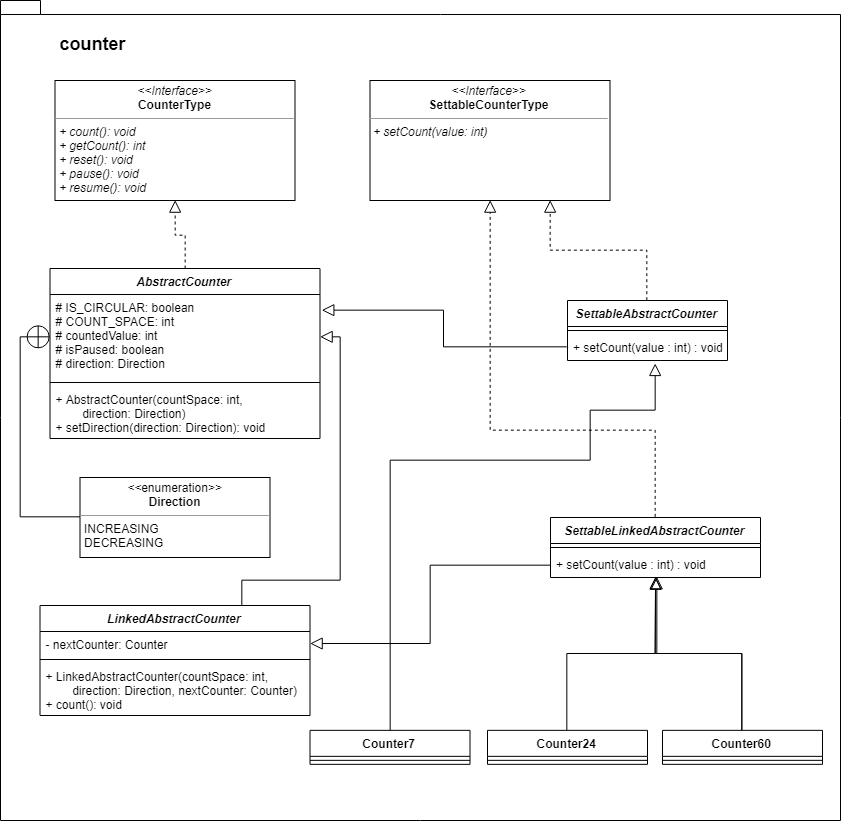 counter
<<Interface>>
CounterType
+ count(): void
+ getCount(): int
+ reset(): void
+ pause(): void
+ resume(): void
<<Interface>>
SettableCounterType
+ setCount(value: int)
AbstractCounter
# IS_CIRCULAR: boolean
# COUNT_SPACE: int
# countedValue: int
# isPaused: boolean
# direction: Direction
+ AbstractCounter(countSpace: int,
direction: Direction)
+ setDirection(direction: Direction): void
SettableAbstractCounter
+ setCount(value : int) : void
<<enumeration>>
Direction
INCREASING
DECREASING
SettableLinkedAbstractCounter
+ setCount(value : int) : void
LinkedAbstractCounter
- nextCounter: Counter
+ LinkedAbstractCounter(countSpace: int,
direction: Direction, nextCounter: Counter)
+ count(): void
Counter7
Counter24
Counter60